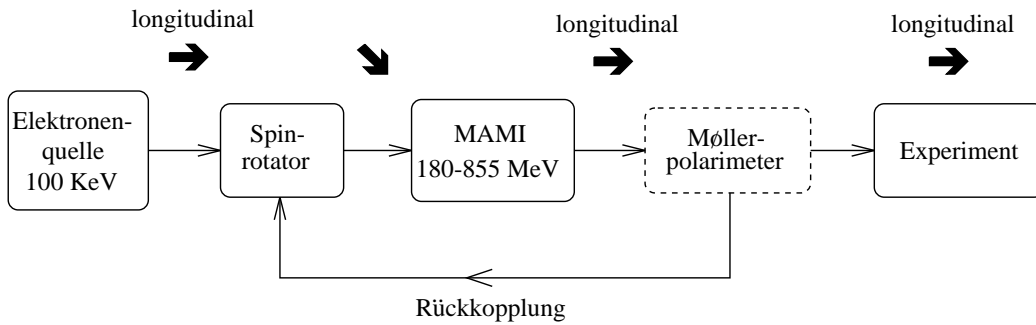 longitudinal
longitudinal
longitudinal
Elektronen-
quelle
100 KeV
Spin-
rotator
MAMI
180-855 MeV
Møller-
polarimeter
Experiment
Rückkopplung